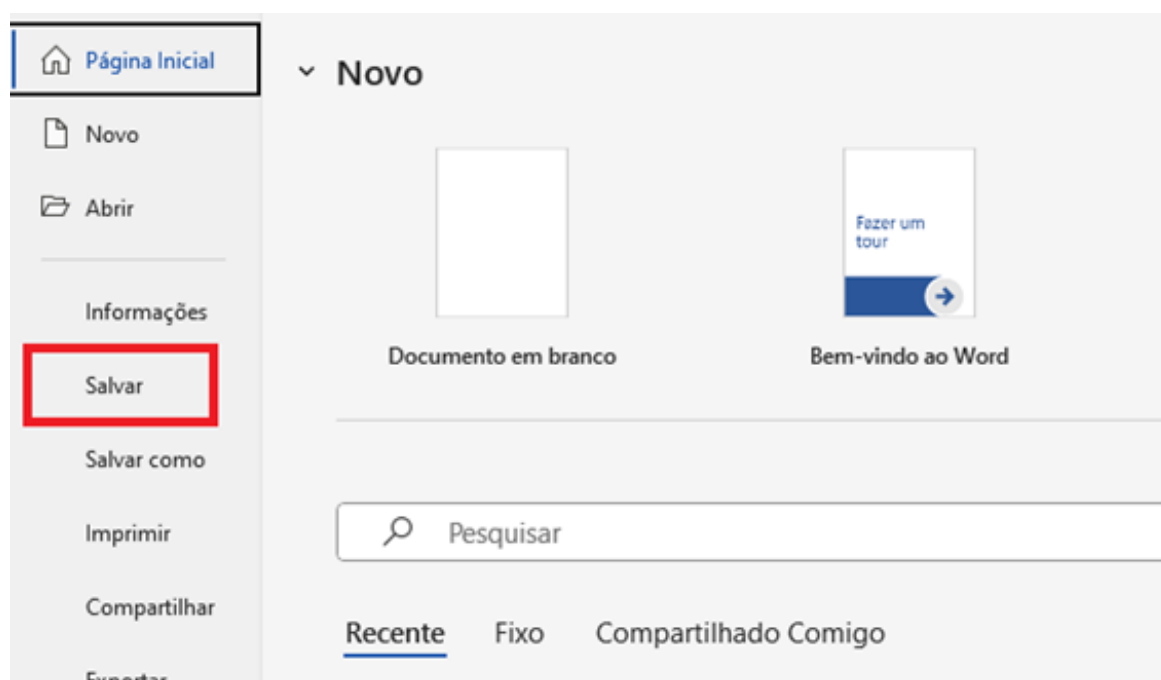 Página Inicial
Novo
Abrir
Informações
Salvar
Salvar como
Imprimir
Compartilhar
Exportar
Novo
Fazer um
tour
Documento em branco
Bem-vindo ao Word
Pesquisar
Recente Fixo Compartilhado Comigo